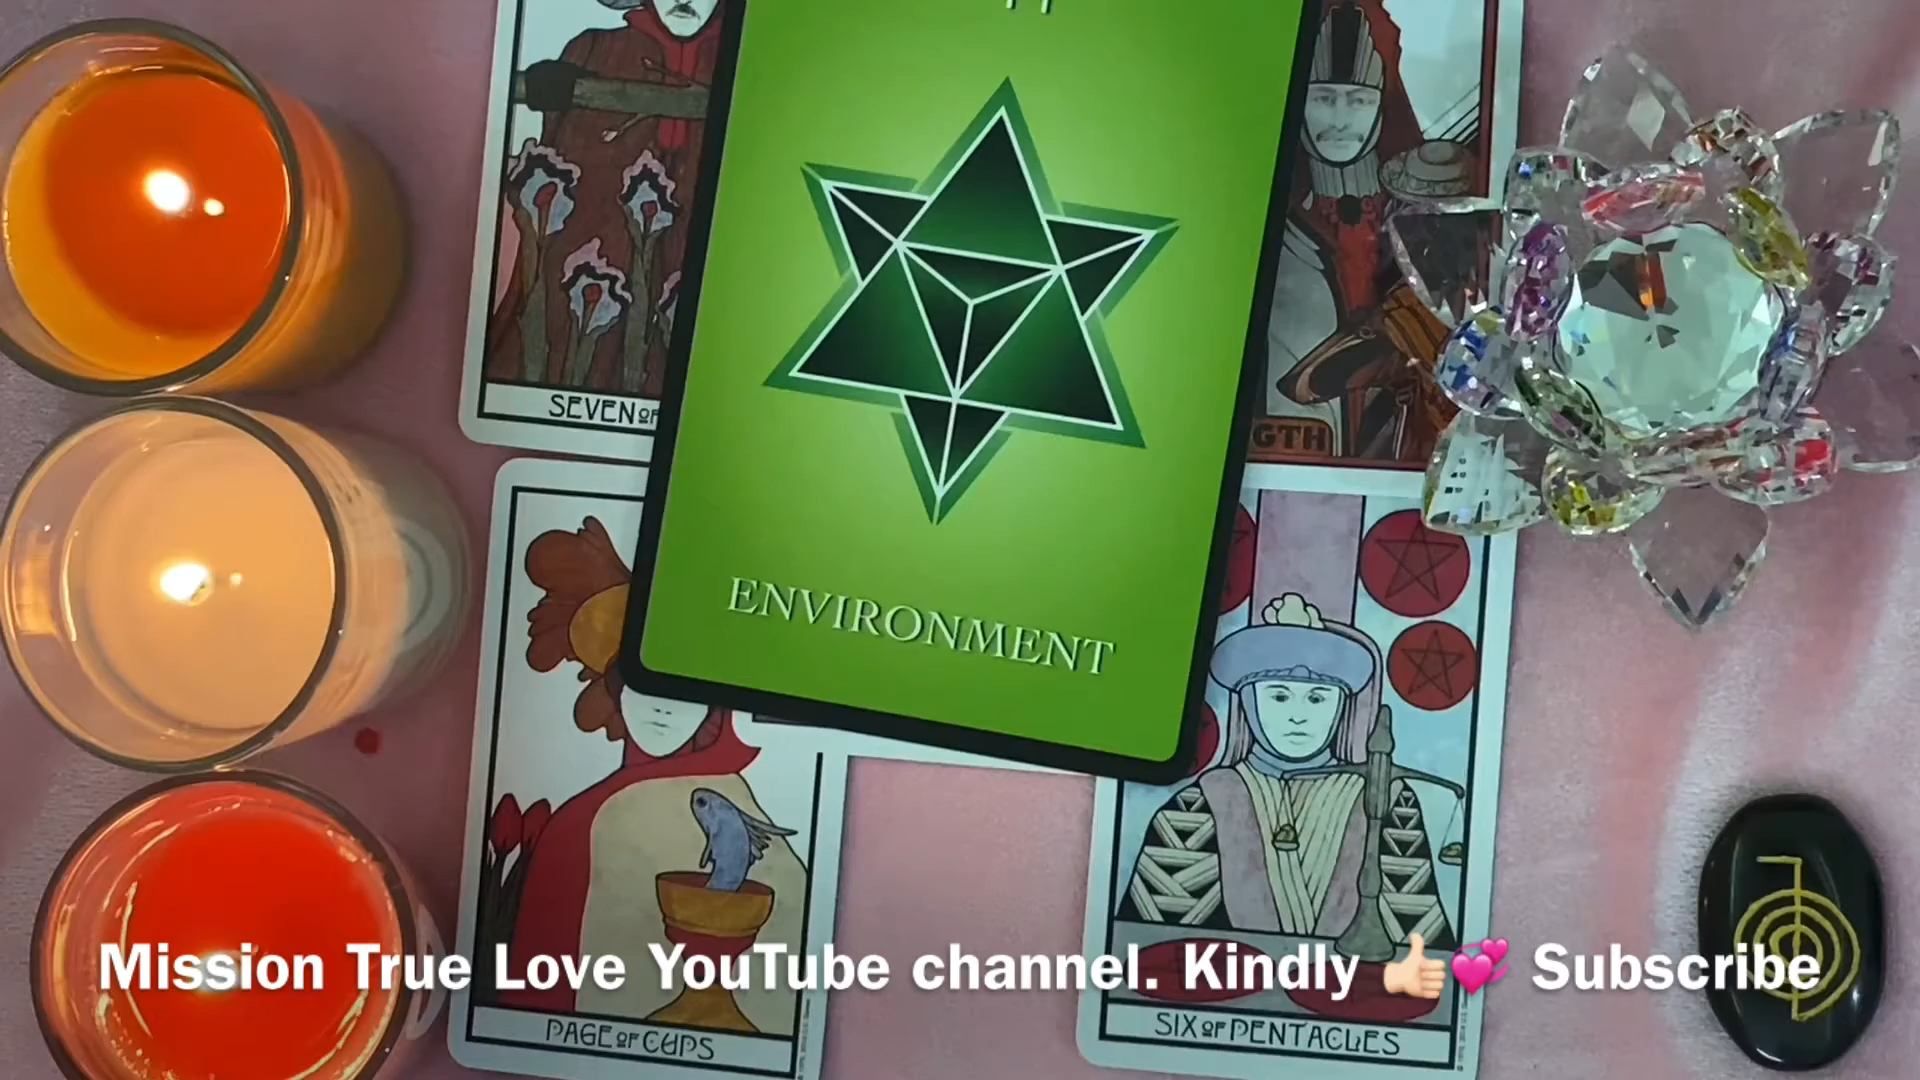 SEVEN OF
GTH
ENVIRONMENT
Mission True Love YouTube channel. Kindly 👍🏻💞 Subscribe
PAGE OF CUPS
SIX OF PENTACLES